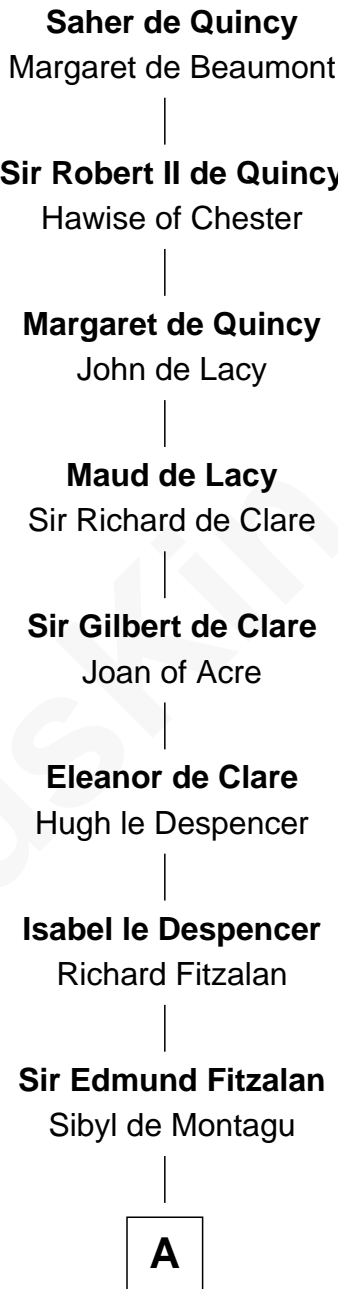 Saher de Quincy
Margaret de Beaumont
Sir Robert II de Quincy
Hawise of Chester
Margaret de Quincy
John de Lacy
Maud de Lacy
Sir Richard de Clare
Sir Gilbert de Clare
Joan of Acre
Eleanor de Clare
Hugh le Despencer
Isabel le Despencer
Richard Fitzalan
Sir Edmund Fitzalan
Sibyl de Montagu
A